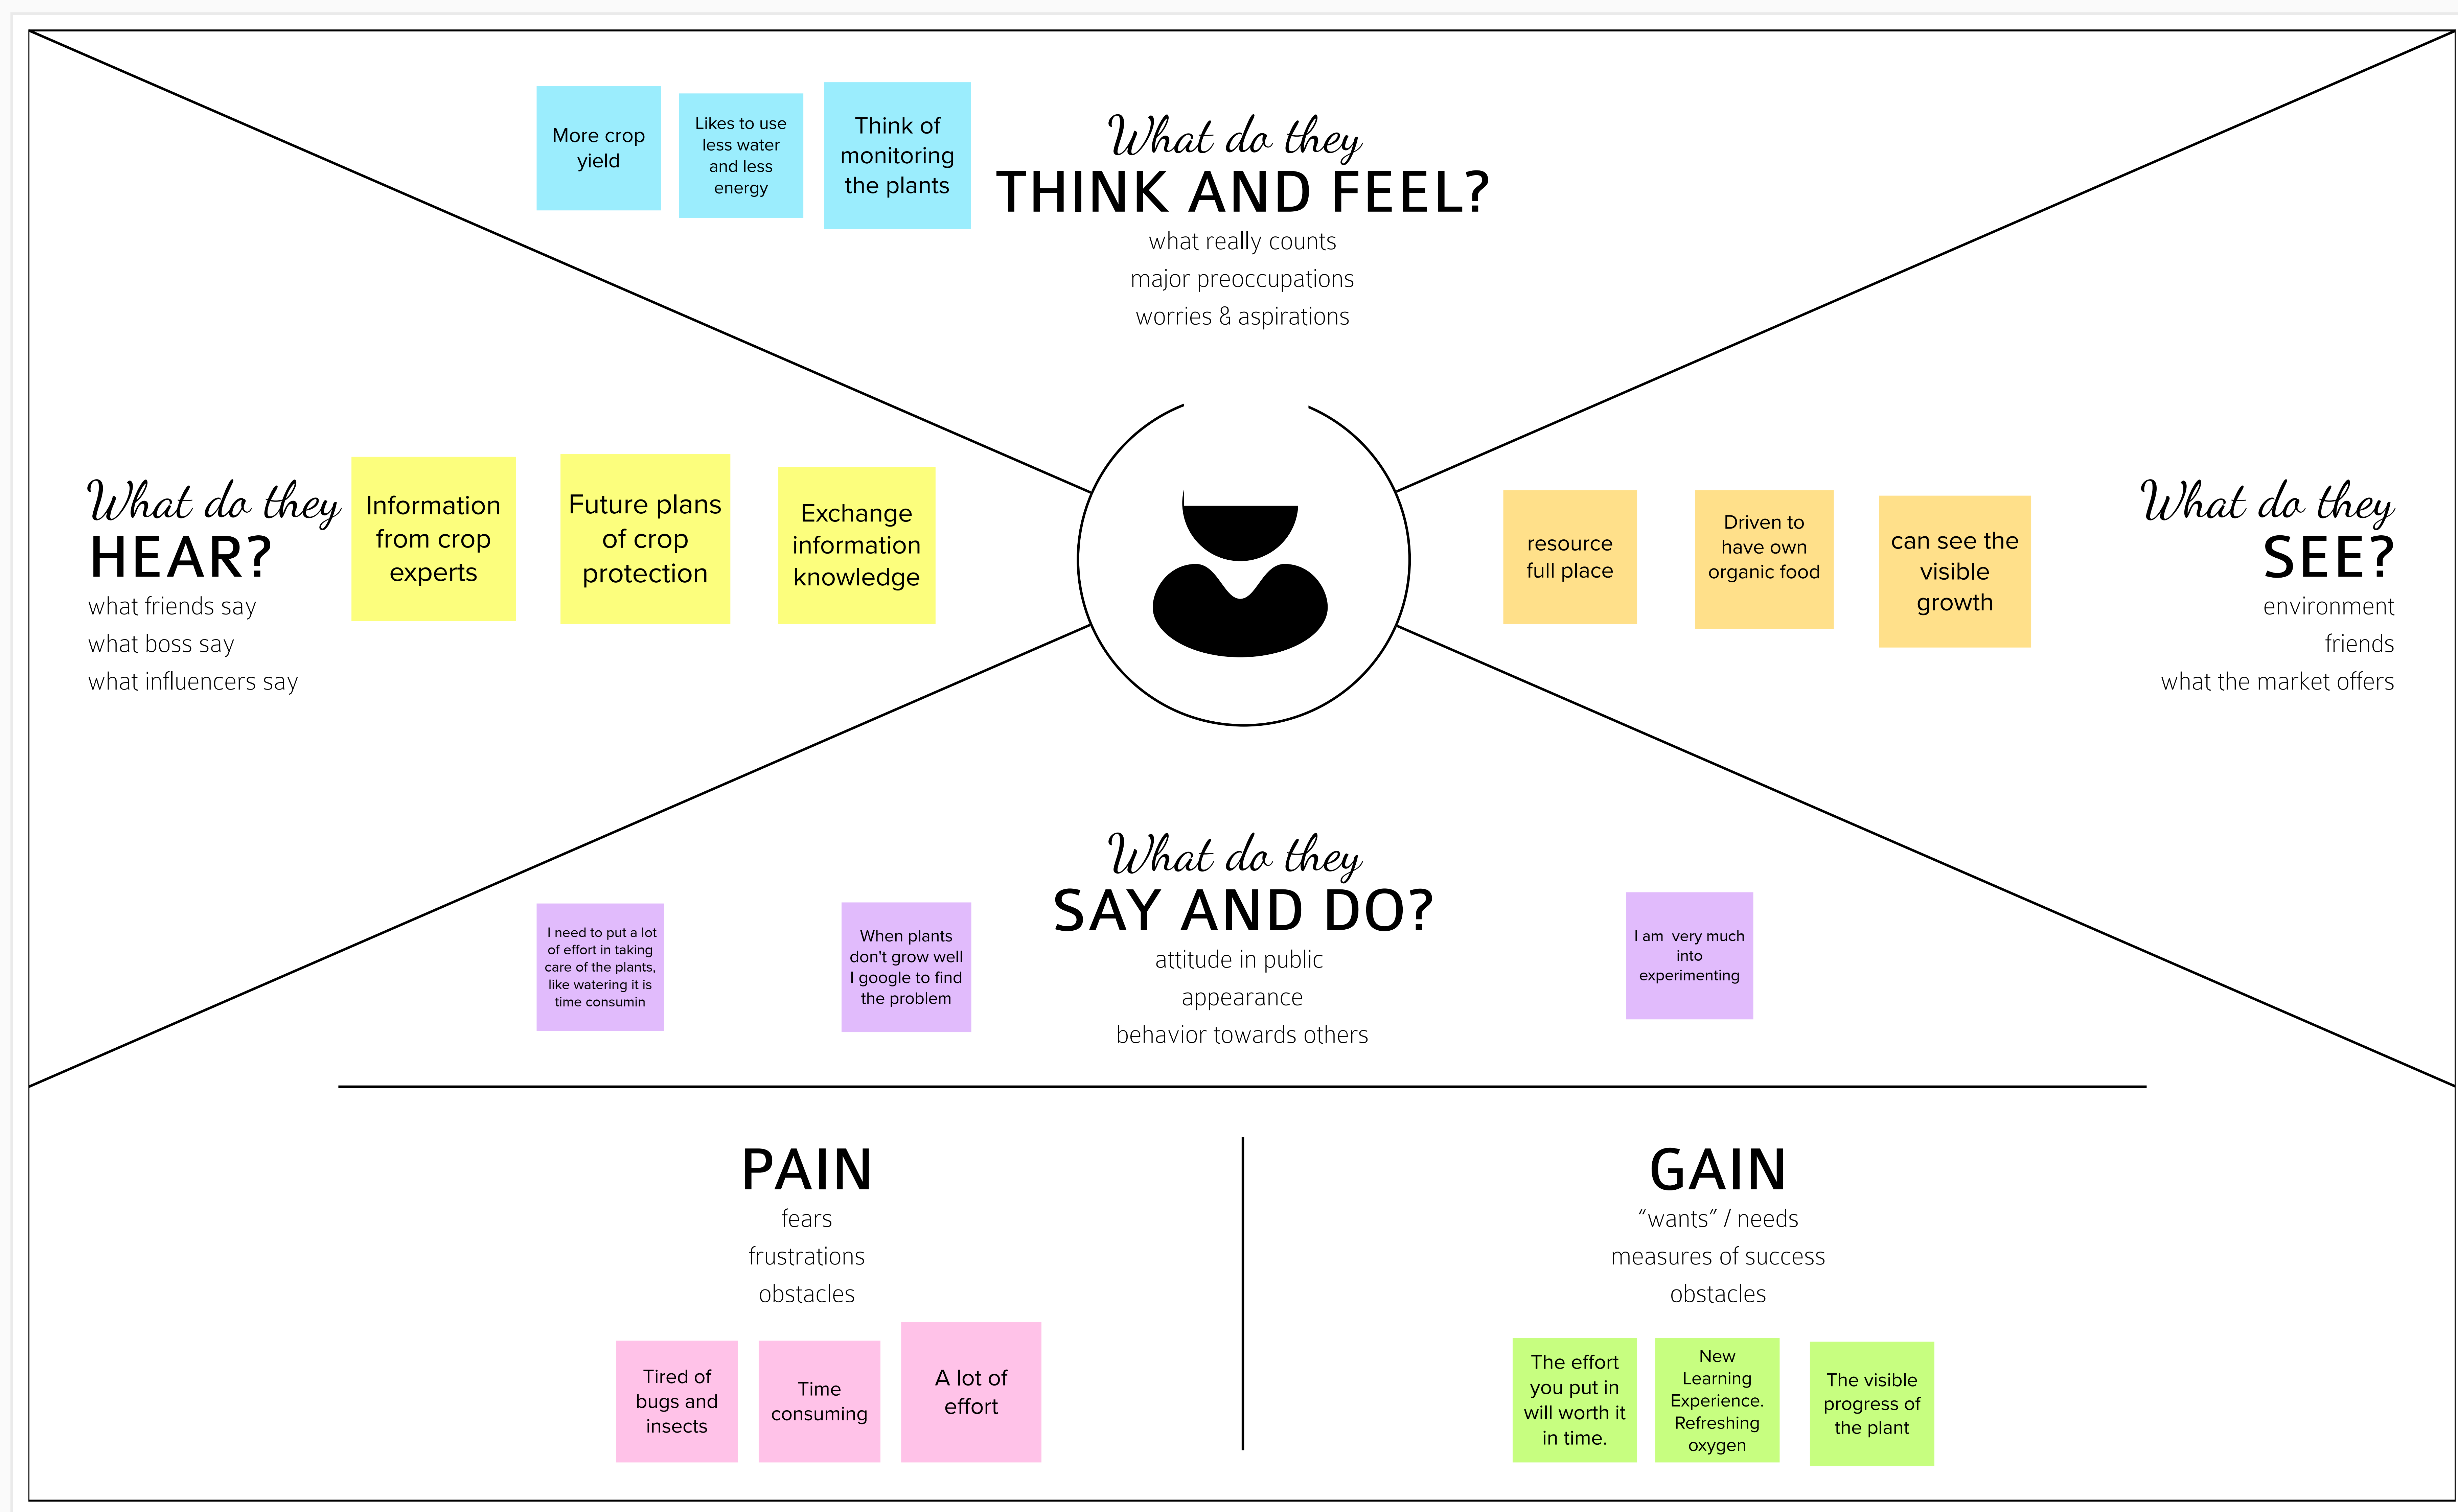 More crop
yield
Likes to use
less water
and less
energy
Think of
monitoring
the plants
What do they
THINK AND FEEL?
what really counts
major preoccupations
worries & aspirations
What do they
HEAR?
what friends say
what boss say
what influencers say
Information
from crop
experts
Future plans
of crop
protection
Exchange
information
knowledge
resource
full place
Driven to
have own
organic food
can see the
visible
growth
What do they
SEE?
environment
friends
what the market offers
I need to put a lot
of effort in taking
care of the plants,
like watering it is
time consumin
When plants
don't grow well
I google to find
the problem
What do they
SAY AND DO?
attitude in public
appearance
behavior towards others
I am  very much
into
experimenting
PAIN
fears
frustrations
obstacles
Tired of
bugs and
insects
Time
consuming
A lot of
effort
GAIN
“wants” / needs
measures of success
obstacles
The effort
you put in
will worth it
in time.
New
Learning
Experience.
Refreshing
oxygen
The visible
progress of
the plant